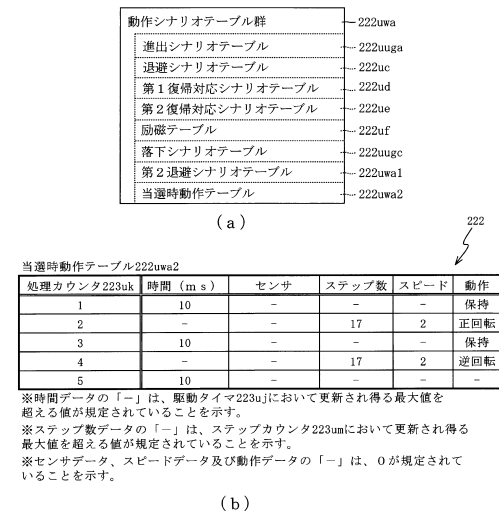 動作シナリオテーブル群 222uwa
進出シナリオテーブル 222uuga
退避シナリオテーブル 222uc
第1復帰対応シナリオテーブル 222ud
第2復帰対応シナリオテーブル 222ue
励磁テーブル 222uf
落下シナリオテーブル 222uugc
第2退避シナリオテーブル 222uwa1
当選時動作テーブル 222uwa2
(a)
222
当選時動作テーブル222uwa2
処理カウンタ223uk 時間(ms) センサ ステップ数 スピード 動作
1 10 - - - 保持
2 - - 17 2 正回転
3 10 - - - 保持
4 - - 17 2 逆回転
5 10 - - - -
※時間データの「-」は、駆動タイマ223ujにおいて更新され得る最大値を
超える値が規定されていることを示す。
※ステップ数データの「-」は、ステップカウンタ223umにおいて更新され得る
最大値を超える値が規定されていることを示す。
※センサデータ、スピードデータ及び動作データの「-」は、0が規定されて
いることを示す。
(b)